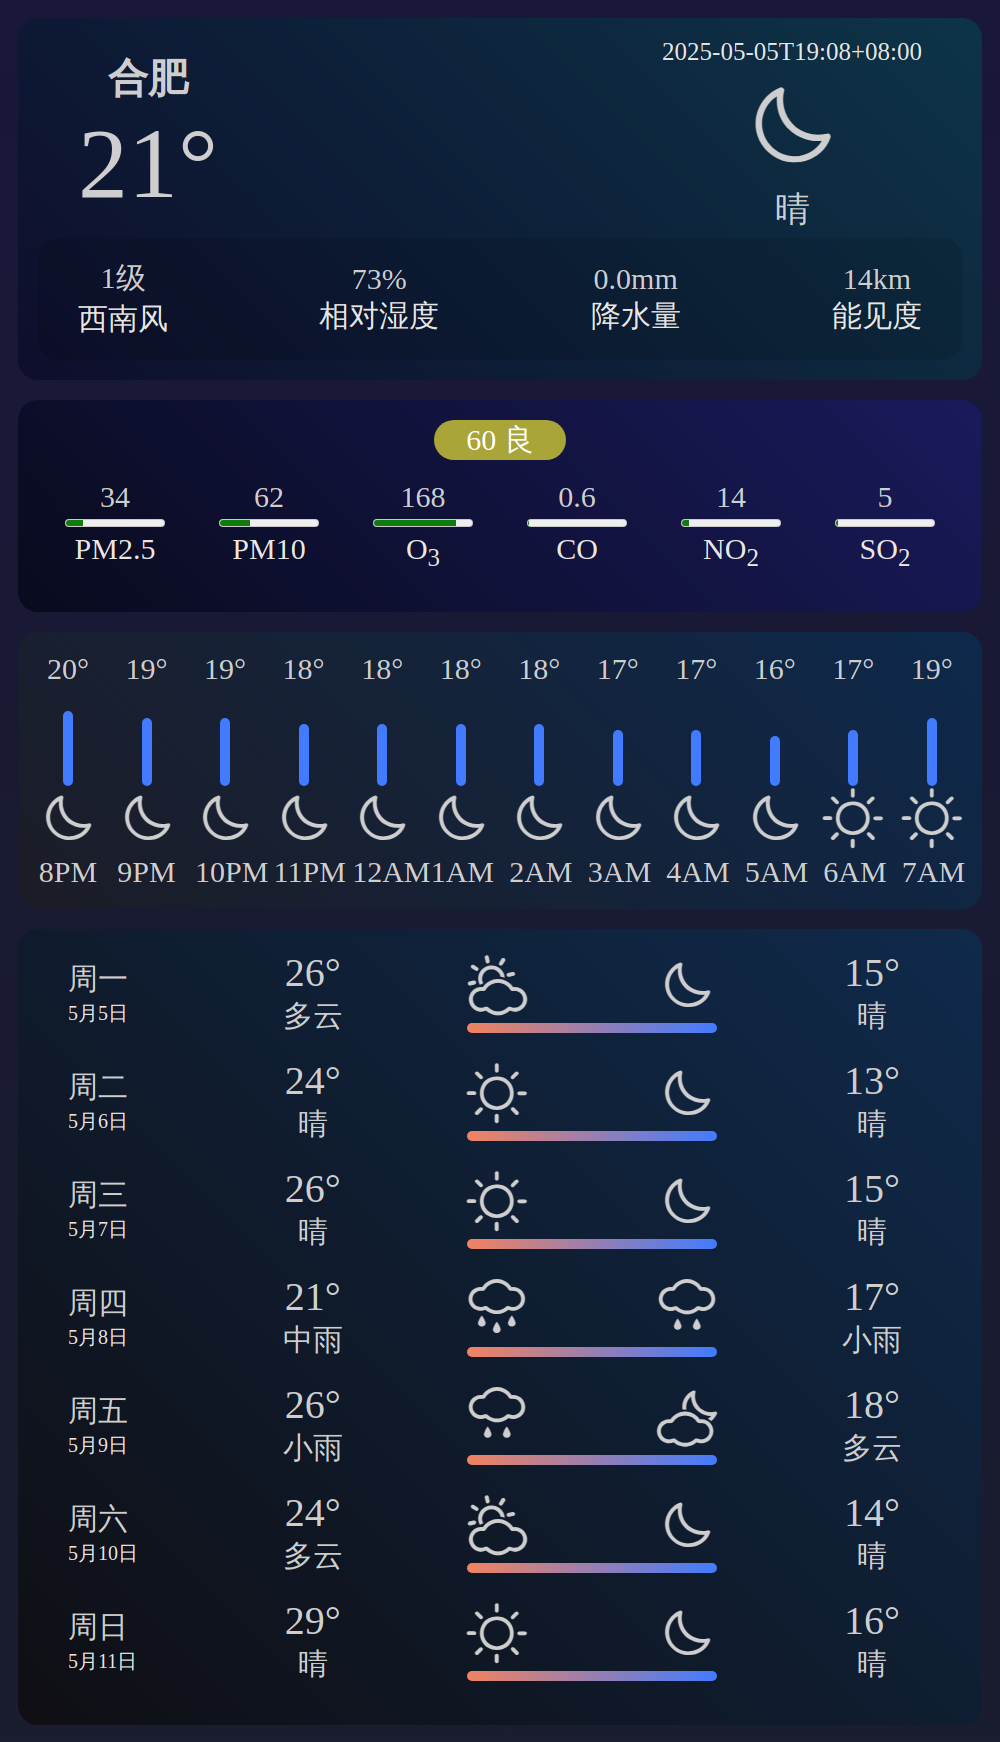 合肥
21°
2025-05-05T19:08+08:00
晴
1级 73% 0.0mm 14km
西南风 相对湿度 降水量 能见度
60 良
34 62 168 0.6 14 5
PM2.5 PM10 O3 CO NO2 SO2
20° 19° 19° 18° 18° 18° 18° 17° 17° 16° 17° 19°
8PM 9PM 10PM 11PM 12AM 1AM 2AM 3AM 4AM 5AM 6AM 7AM
周一 26° 15°
5月5日 多云 晴
周二 24° 13°
5月6日 晴 晴
周三 26° 15°
5月7日 晴 晴
周四 21° 17°
5月8日 中雨 小雨
周五 26° 18°
5月9日 小雨 多云
周六 24° 14°
5月10日 多云 晴
周日 29° 16°
5月11日 晴 晴